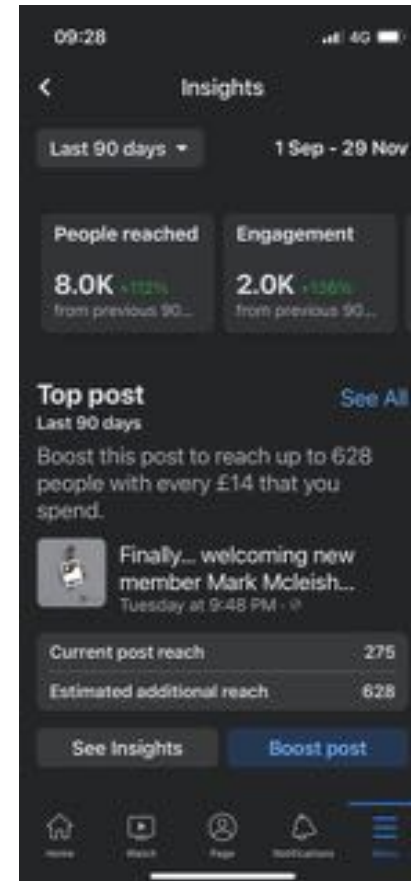 09:28
4G
Insights
Last 90 days
1 Sep - 29 Nov
People reached
Engagement
8.0K +112%
2.0K
from previous 90...
from previous 90...
Top post
See All
Last 90 days
Boost this post to reach up to 628
people with every £14 that you
spend.
Finally... welcoming new
member Mark Mcleish...
Tuesday at 9:48 PM ·
Current post reach 275
Estimated additional reach 628
See Insights
Boost post
Home
Watch
Page
Notifications
Menu